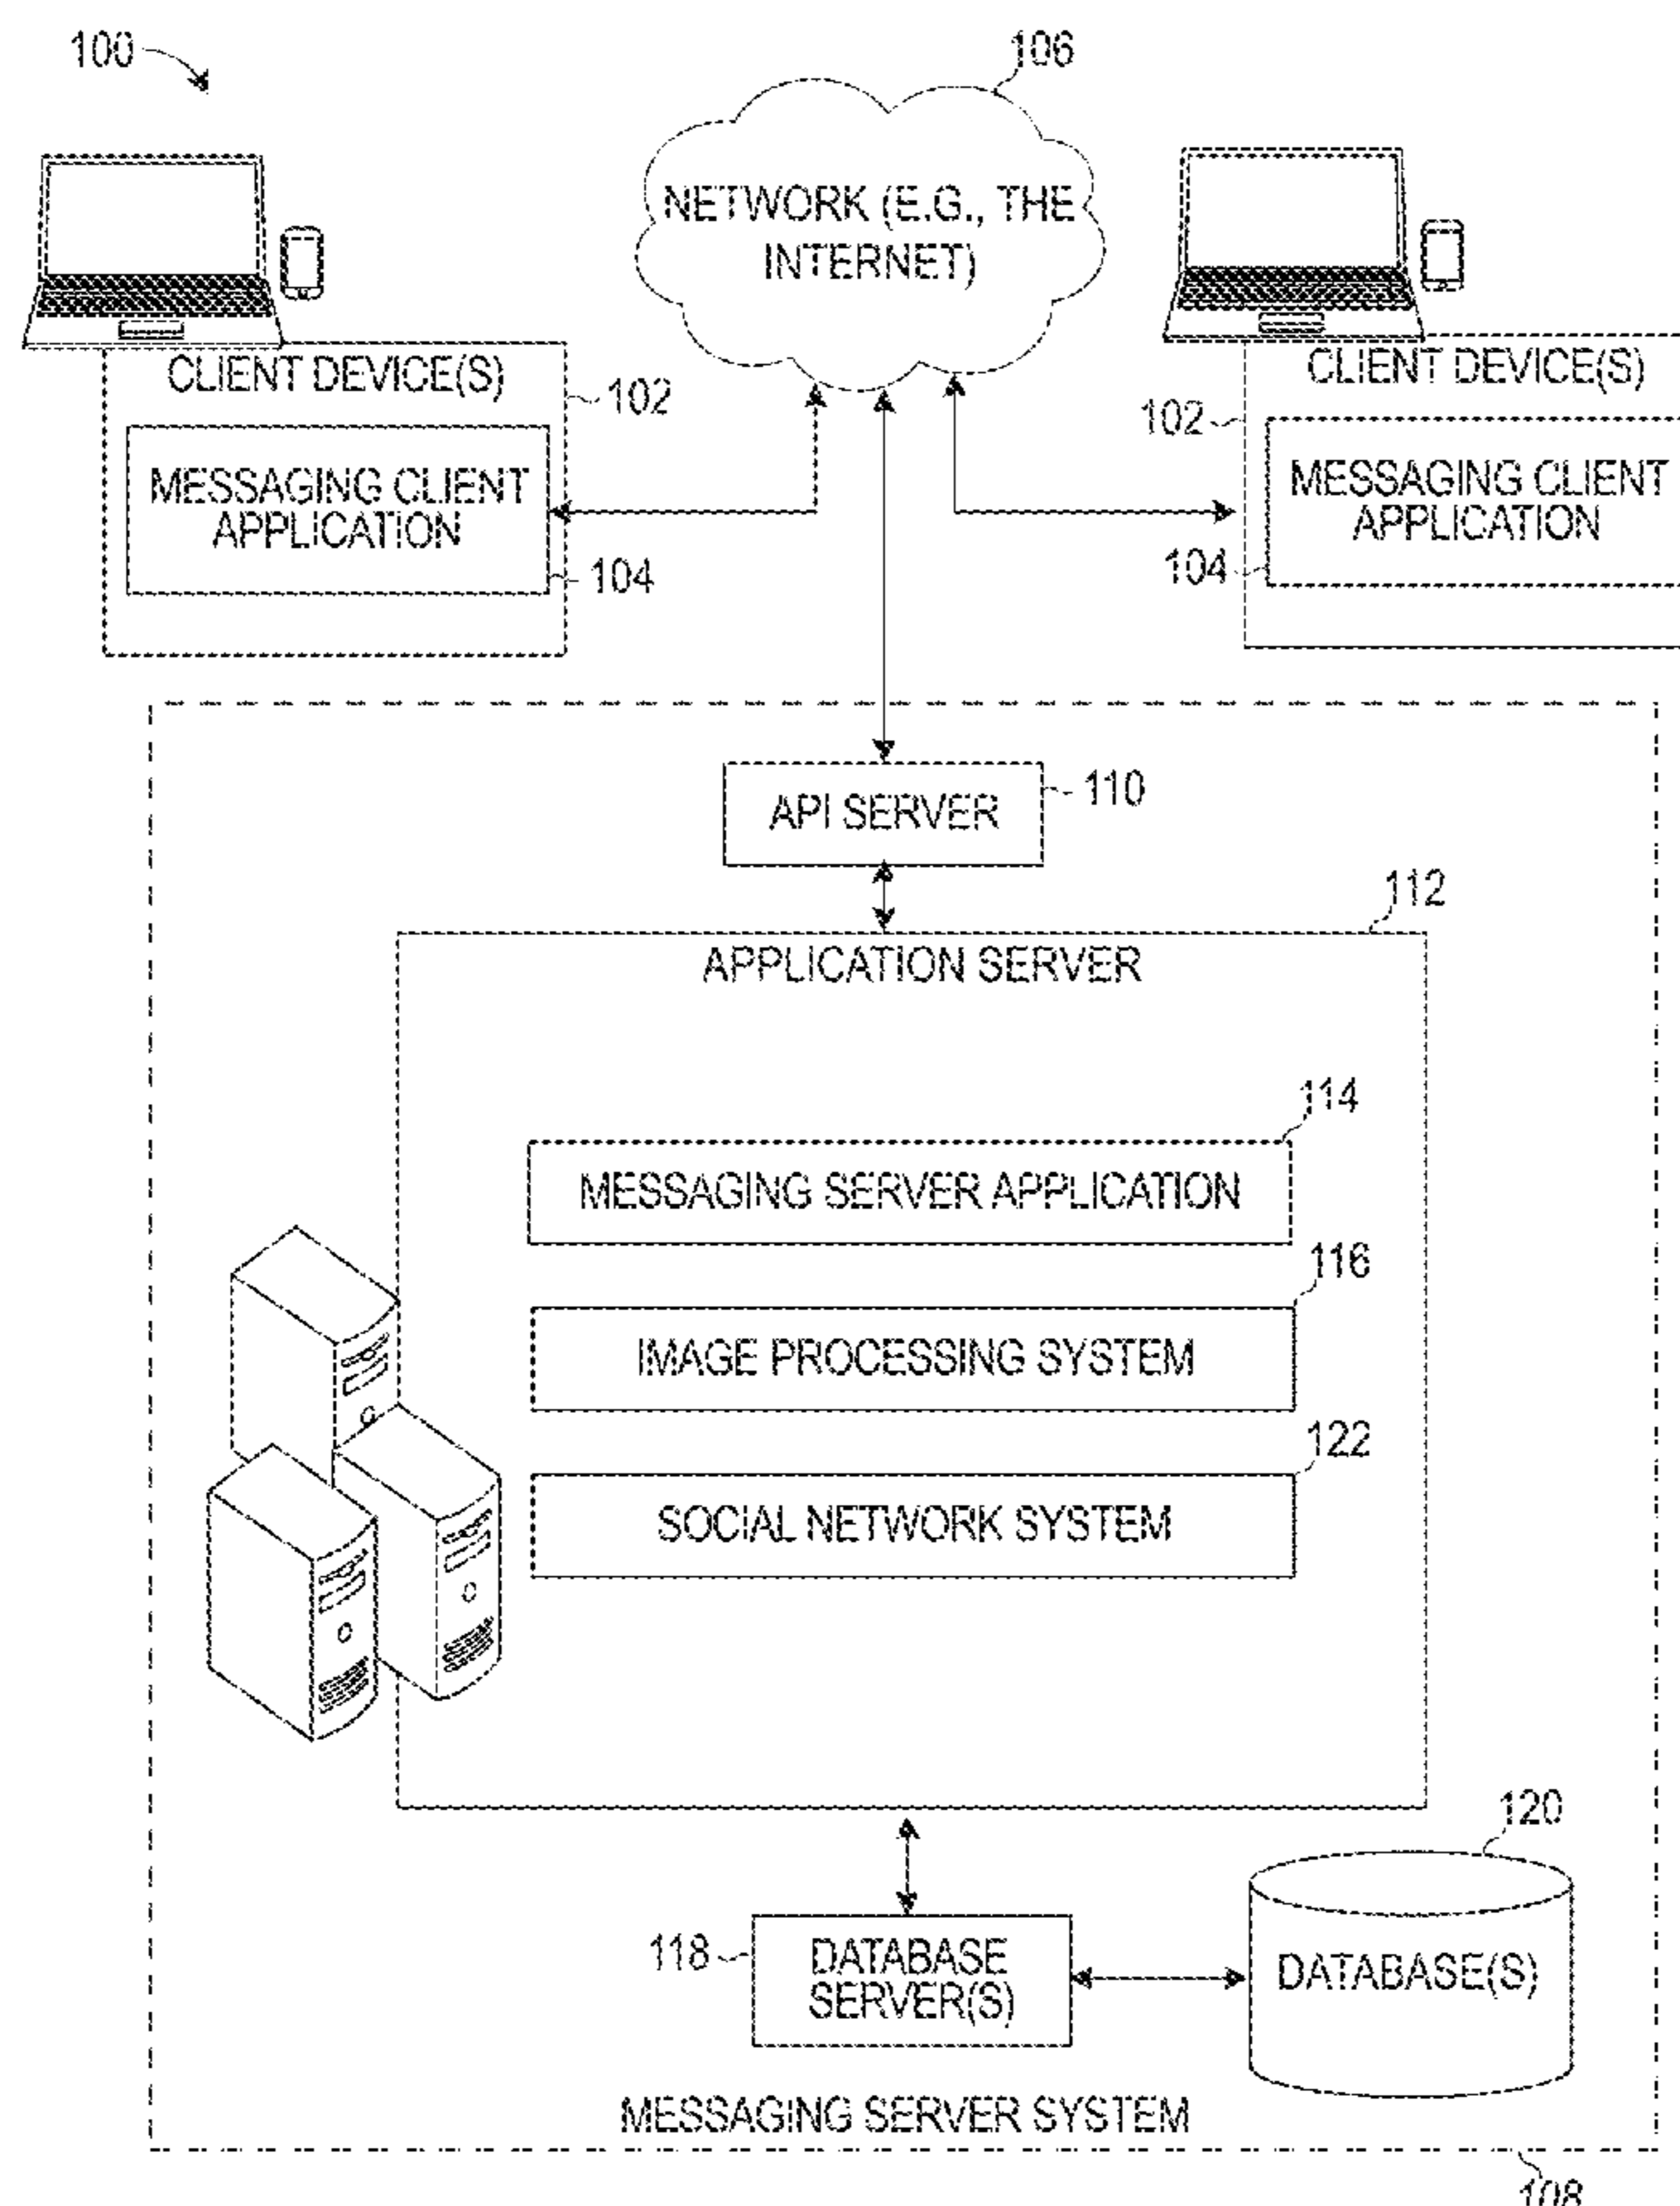 100
106
NETWORK (E.G., THE
INTERNET)
CLIENT DEVICE(S)
102
MESSAGING CLIENT
APPLICATION
104
CLIENT DEVICE(S)
102
MESSAGING CLIENT
APPLICATION
104
API SERVER
110
112
APPLICATION SERVER
114
MESSAGING SERVER APPLICATION
116
IMAGE PROCESSING SYSTEM
122
SOCIAL NETWORK SYSTEM
120
118
DATABASE
SERVER(S)
DATABASE(S)
MESSAGING SERVER SYSTEM
108